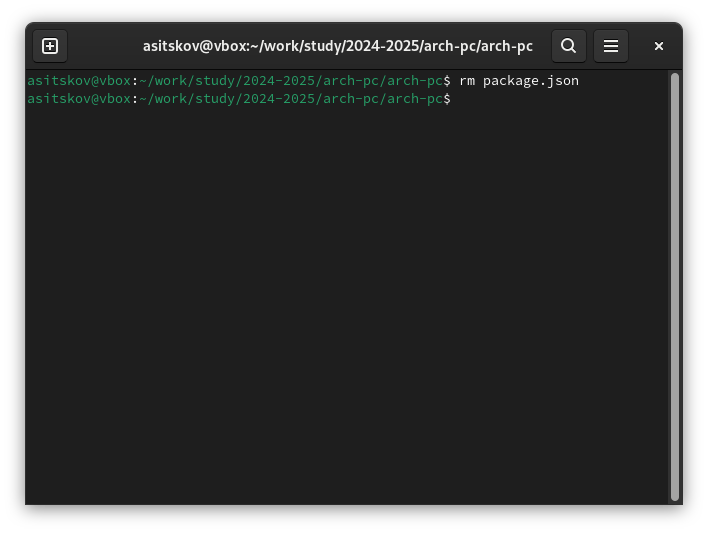 asitskov@vbox:~/work/study/2024-2025/arch-pc/arch-pc
asitskov@vbox:~/work/study/2024-2025/arch-pc/arch-pc$ rm package.json
asitskov@vbox:~/work/study/2024-2025/arch-pc/arch-pc$